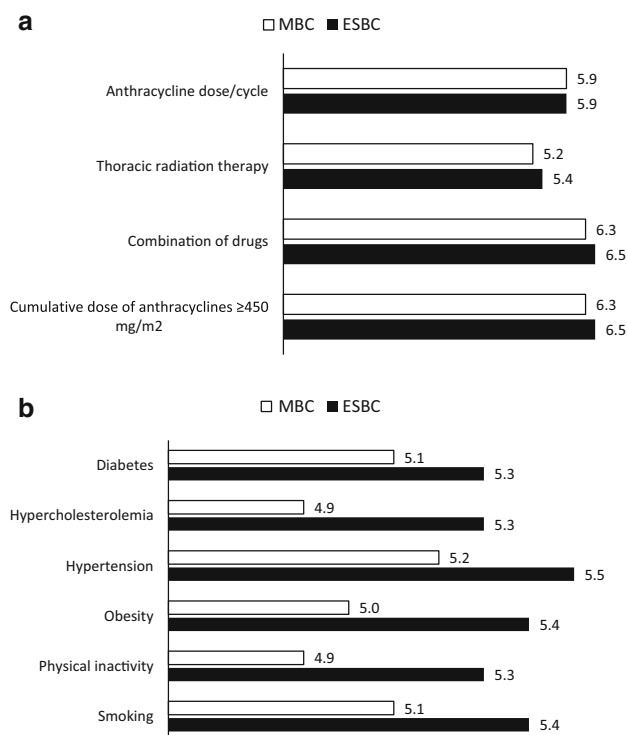 a
MBC ESBC
Anthracycline dose/cycle
5.9
5.9
Thoracic radiation therapy
5.2
5.4
Combination of drugs
6.3
6.5
Cumulative dose of anthracyclines ≥450
mg/m2
6.3
6.5
b
MBC ESBC
Diabetes
5.1
5.3
Hypercholesterolemia
4.9
5.3
Hypertension
5.2
5.5
Obesity
5.0
5.4
Physical inactivity
4.9
5.3
Smoking
5.1
5.4